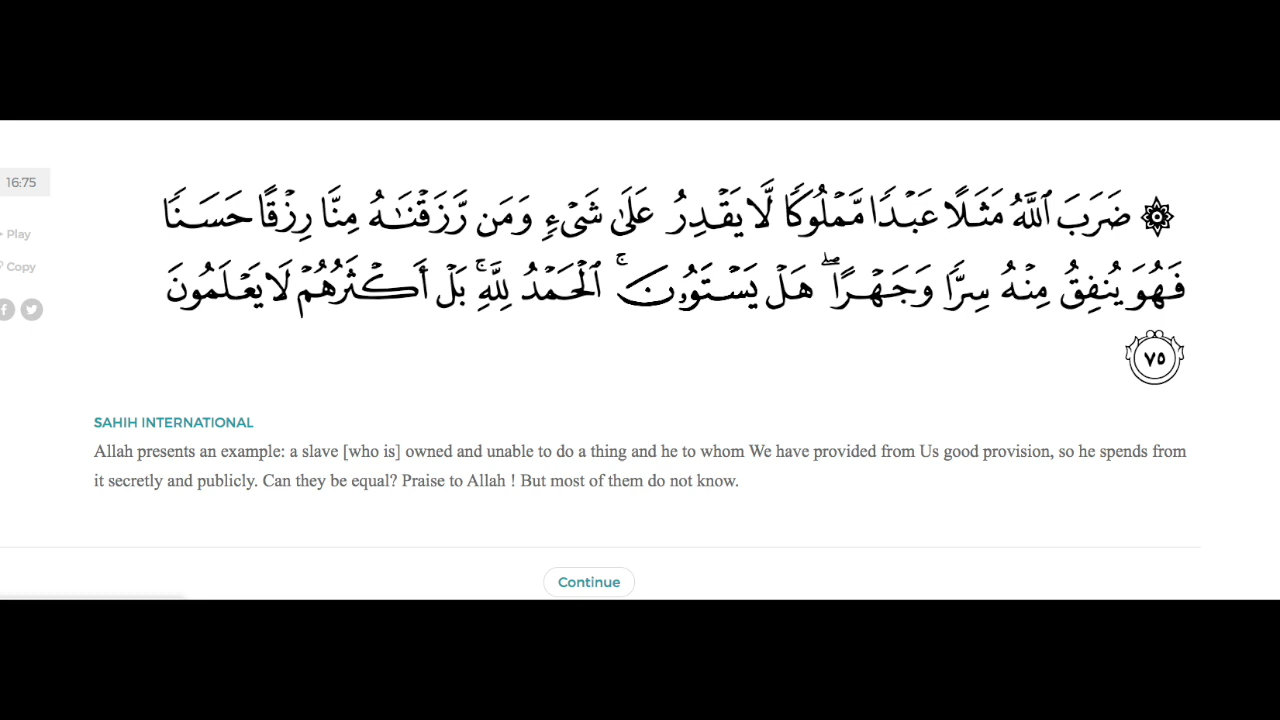 16:75
Play
Copy
۞ ضَرَبَ ٱللَّهُ مَثَلًا عَبْدًا مَّمْلُوكًا لَّا يَقْدِرُ عَلَىٰ شَىْءٍ وَمَن رَّزَقْنَـٰهُ مِنَّا رِزْقًا حَسَنًا
فَهُوَ يُنفِقُ مِنْهُ سِرًّا وَجَهْرًا ۖ هَلْ يَسْتَوُۥنَ ۚ ٱلْحَمْدُ لِلَّهِ ۚ بَلْ أَكْثَرُهُمْ لَا يَعْلَمُونَ
٧٥
SAHIH INTERNATIONAL
Allah presents an example: a slave [who is] owned and unable to do a thing and he to whom We have provided from Us good provision, so he spends from
it secretly and publicly. Can they be equal? Praise to Allah ! But most of them do not know.
Continue